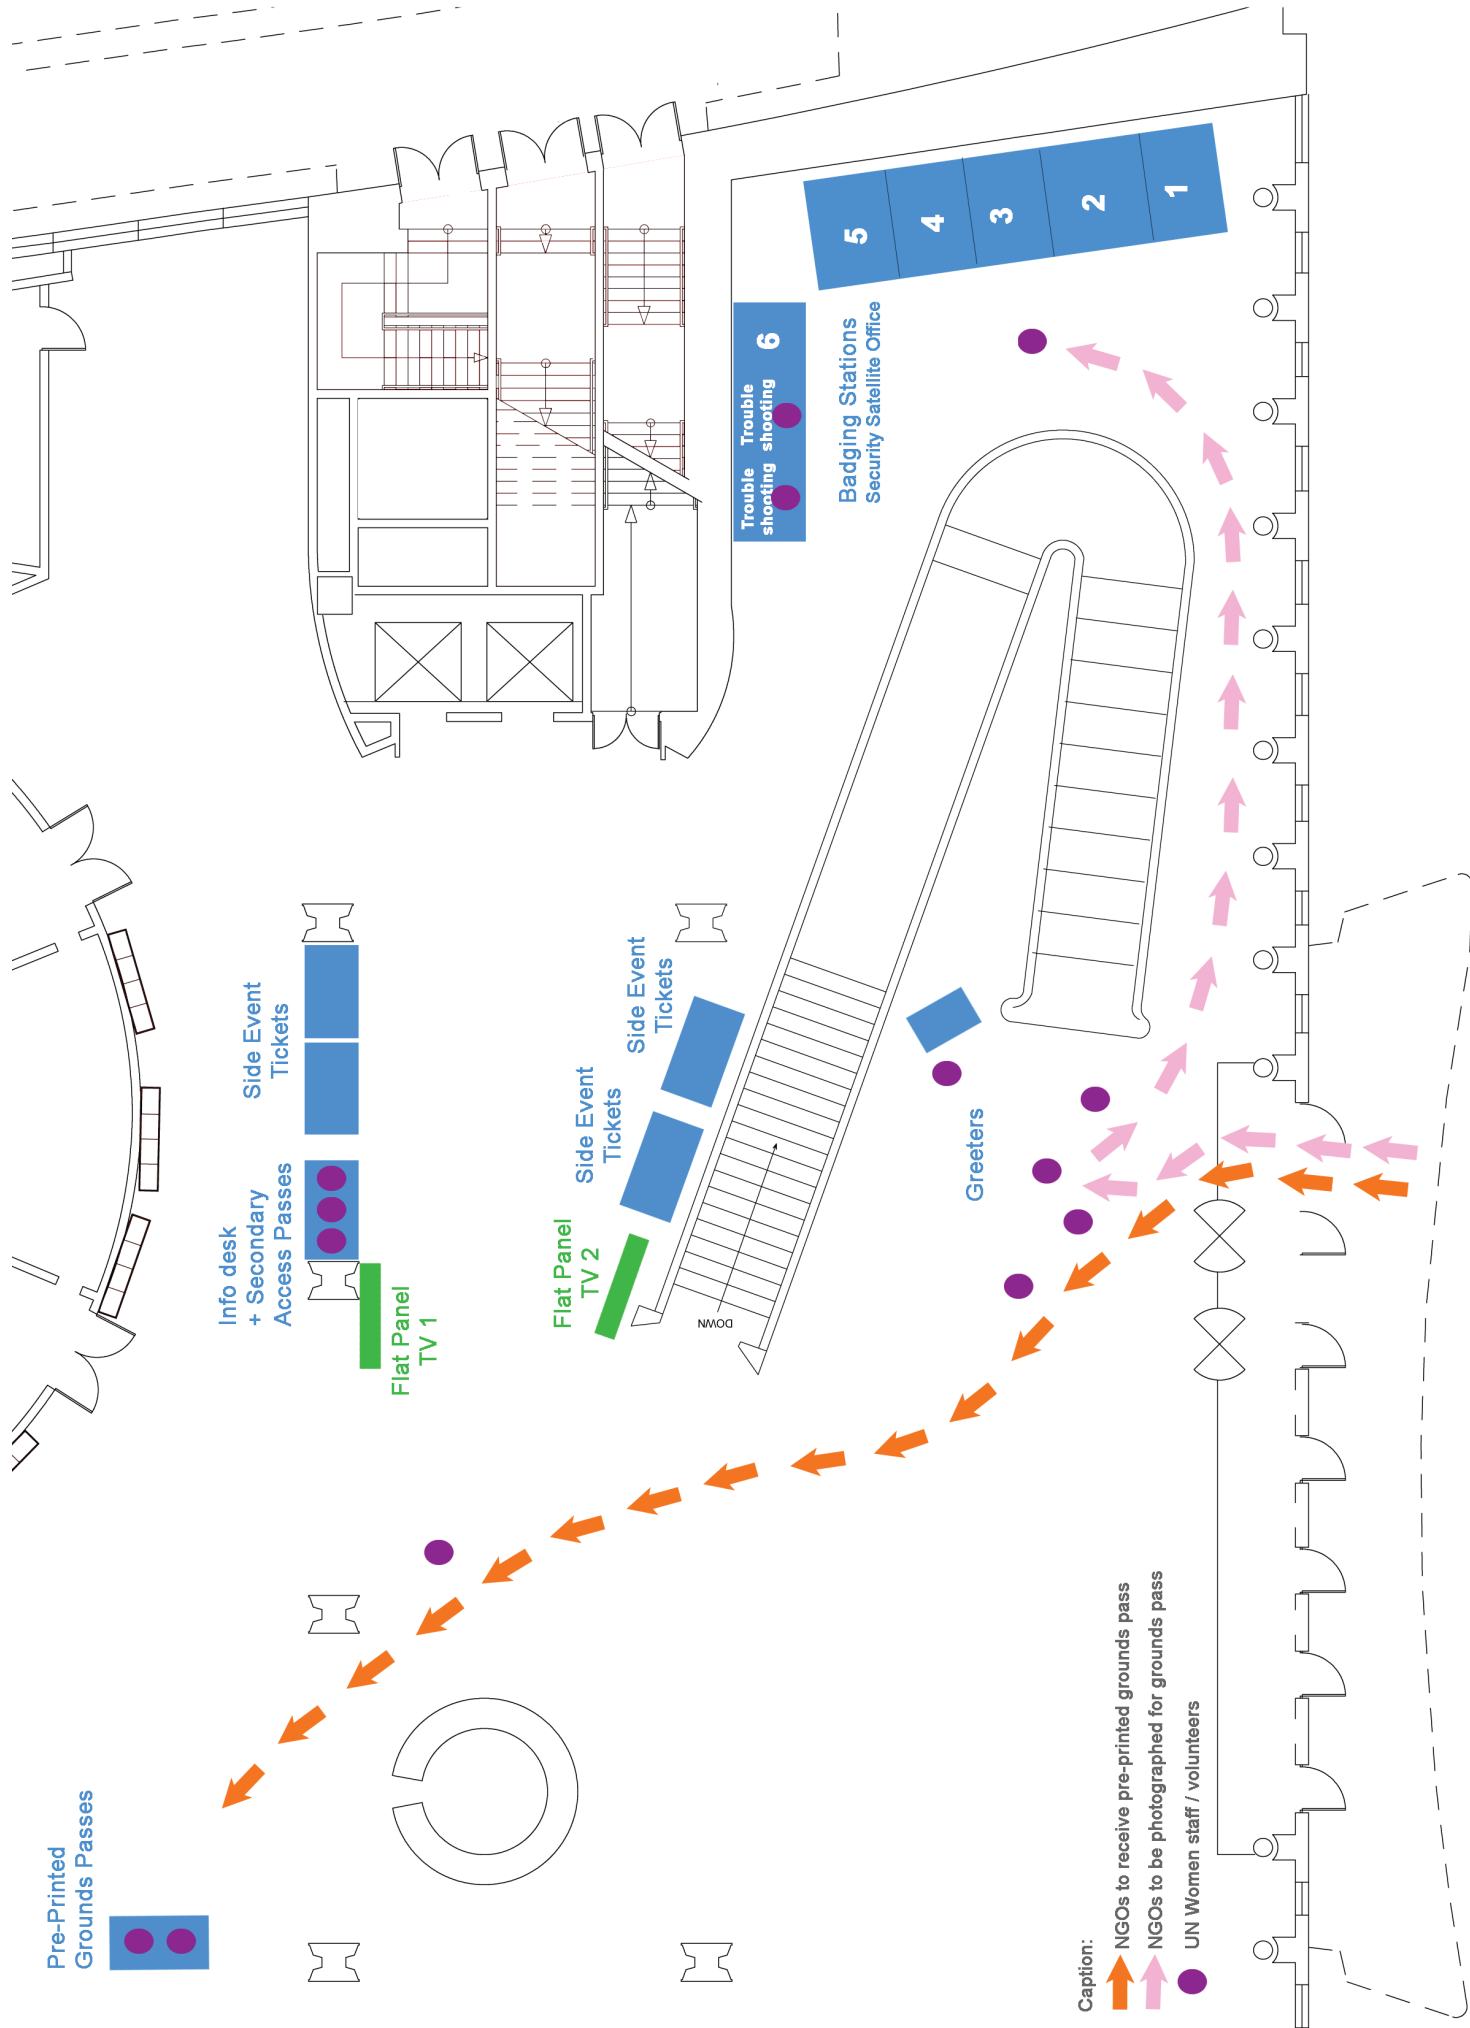 5
4
3
2
1
6
Trouble
shooting
Trouble
shooting
Badging Stations
Security Satellite Office
Side Event
Tickets
Side Event
Tickets
Side Event
Tickets
Info desk
+ Secondary
Access Passes
Flat Panel
TV 1
Flat Panel
TV 2
DOWN
Greeters
Pre-Printed
Grounds Passes
Caption:
NGOs to receive pre-printed grounds pass
NGOs to be photographed for grounds pass
UN Women staff / volunteers